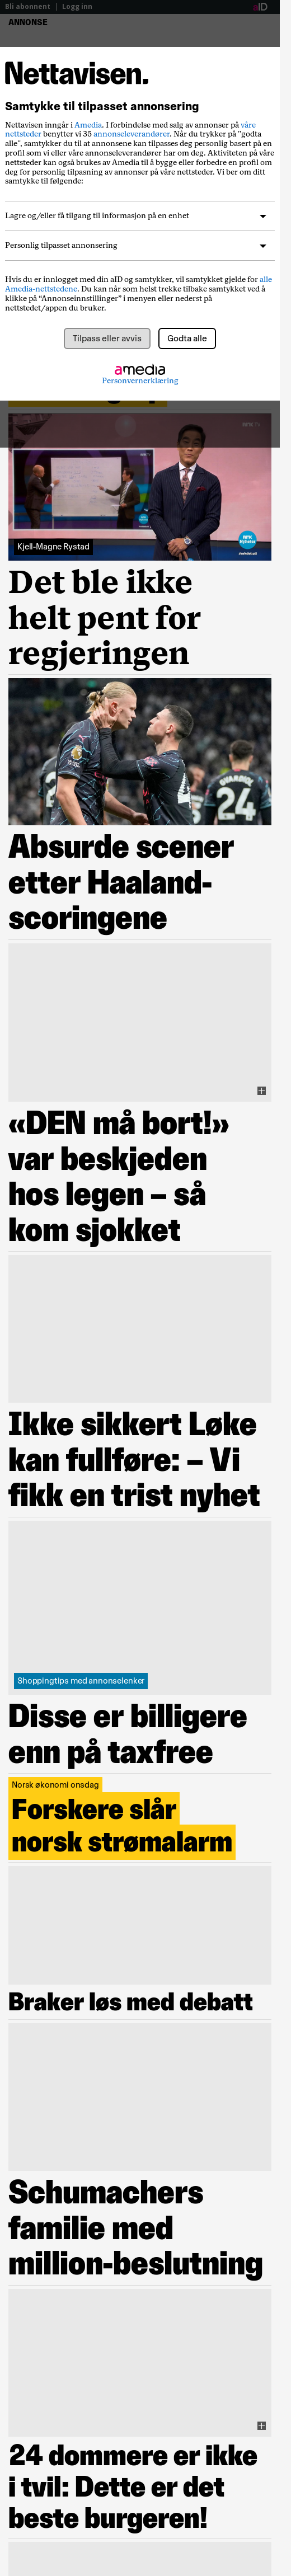 Bli abonnent | Logg inn
aID
ANNONSE
Nettavisen.
Samtykke til tilpasset annonsering
Nettavisen inngår i Amedia. I forbindelse med salg av annonser på våre
nettsteder benytter vi 35 annonseleverandører. Når du trykker på "godta
alle", samtykker du til at annonsene kan tilpasses deg personlig basert på en
profil som vi eller våre annonseleverandører har om deg. Aktiviteten på våre
nettsteder kan også brukes av Amedia til å bygge eller forbedre en profil om
deg for personlig tilpasning av annonser på våre nettsteder. Vi ber om ditt
samtykke til følgende:
Lagre og/eller få tilgang til informasjon på en enhet
Personlig tilpasset annonsering
Hvis du er innlogget med din aID og samtykker, vil samtykket gjelde for alle
Amedia-nettstedene. Du kan når som helst trekke tilbake samtykket ved å
klikke på “Annonseinnstillinger” i menyen eller nederst på
nettstedet/appen du bruker.
Tilpass eller avvis
Godta alle
amedia
Personvernerklæring
Kjell-Magne Rystad
Det ble ikke
helt pent for
regjeringen
24
Absurde scener
etter Haaland-
scoringene
«DEN må bort!»
var beskjeden
hos legen – så
kom sjokket
Ikke sikkert Løke
kan fullføre: – Vi
fikk en trist nyhet
Shoppingtips med annonselenker
Disse er billigere
enn på taxfree
Norsk økonomi onsdag
Forskere slår
norsk strømalarm
Braker løs med debatt
Schumachers
familie med
million-beslutning
24 dommere er ikke
i tvil: Dette er det
beste burgeren!